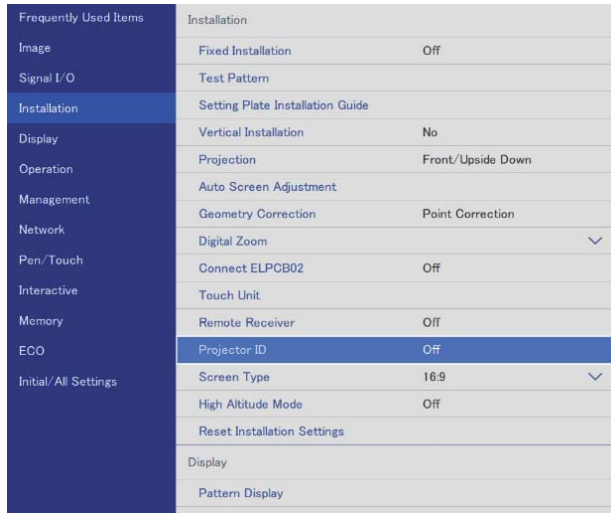 Frequently Used Items
Image
Signal I/O
Installation
Display
Operation
Management
Network
Pen/Touch
Interactive
Memory
ECO
Initial/All Settings
Installation
Fixed Installation Off
Test Pattern
Setting Plate Installation Guide
Vertical Installation No
Projection Front/Upside Down
Auto Screen Adjustment
Geometry Correction Point Correction
Digital Zoom
Connect ELPCB02 Off
Touch Unit
Remote Receiver Off
Projector ID Off
Screen Type 16:9
High Altitude Mode Off
Reset Installation Settings
Display
Pattern Display